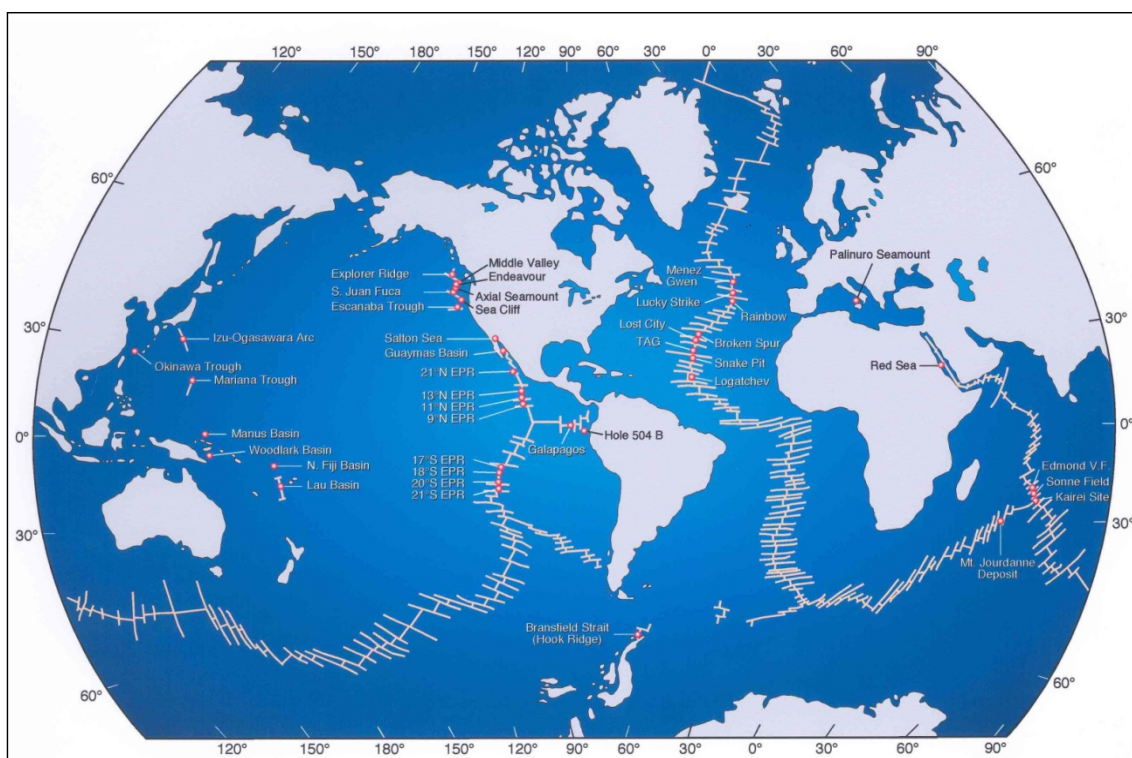 120° 150° 180° 150° 120° 90° 60° 30° 0° 30° 60° 90°
60°
60°
Explorer Ridge
Middle Valley
Endeavour
S. Juan Fuca
Axial Seamount
Escanaba Trough
Sea Cliff
Menez
Gwen
Palinuro Seamount
Lucky Strike
Rainbow
30°
30°
Izu-Ogasawara Arc
Okinawa Trough
Mariana Trough
Salton Sea
Guaymas Basin
21°N EPR
13°N EPR
11°N EPR
9°N EPR
Lost City
Broken Spur
TAG
Snake Pit
Logatchev
Red Sea
0°
0°
Manus Basin
Woodlark Basin
N. Fiji Basin
Lau Basin
Galapagos
Hole 504 B
17°S EPR
18°S EPR
20°S EPR
21°S EPR
Edmond V.F.
Sonne Field
Kairei Site
30°
30°
Mt. Jourdanne
Deposit
Bransfield Strait
(Hook Ridge)
60°
60°
120° 150° 180° 150° 120° 90° 60° 30° 0° 30° 60° 90°